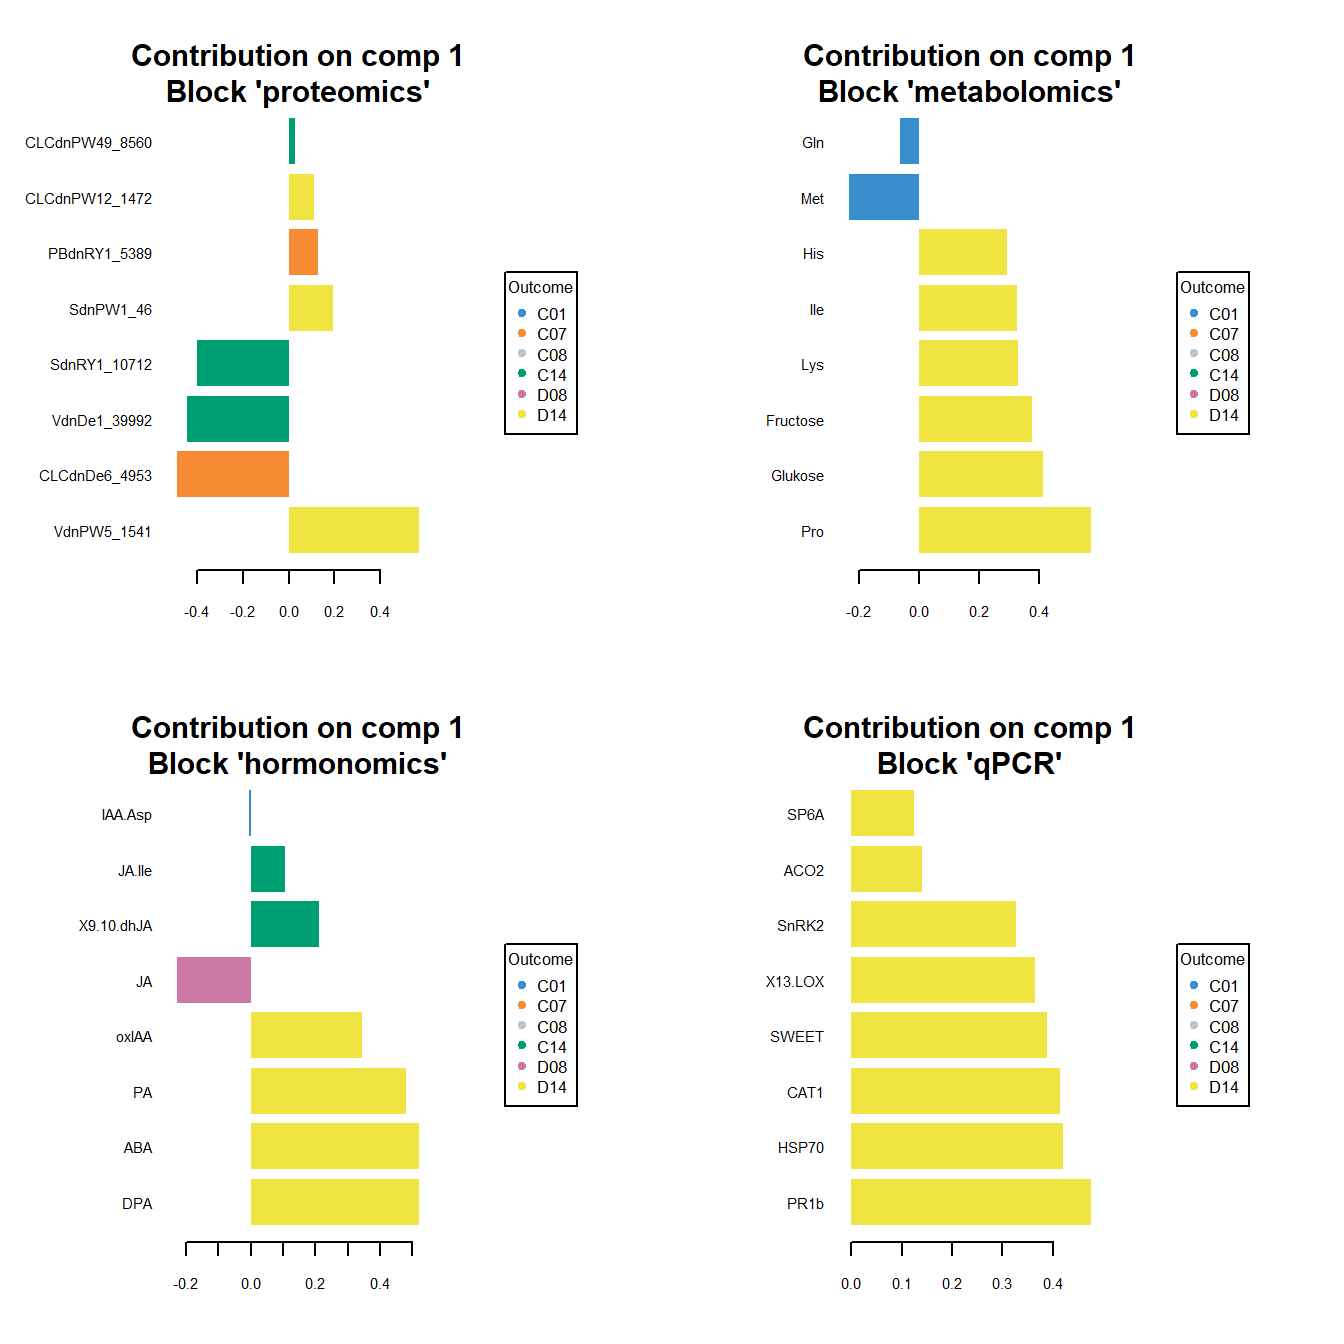 Contribution on comp 1
Block 'proteomics'
CLCdnPW49_8560
CLCdnPW12_1472
PBdnRY1_5389
SdnPW1_46
SdnRY1_10712
VdnDe1_39992
CLCdnDe6_4953
VdnPW5_1541
-0.4 -0.2 0.0 0.2 0.4
Outcome
C01
C07
C08
C14
D08
D14
Contribution on comp 1
Block 'metabolomics'
Gln
Met
His
Ile
Lys
Fructose
Glukose
Pro
-0.2 0.0 0.2 0.4
Outcome
C01
C07
C08
C14
D08
D14
Contribution on comp 1
Block 'hormonomics'
IAA.Asp
JA.Ile
X9.10.dhJA
JA
oxIAA
PA
ABA
DPA
-0.2 0.0 0.2 0.4
Outcome
C01
C07
C08
C14
D08
D14
Contribution on comp 1
Block 'qPCR'
SP6A
ACO2
SnRK2
X13.LOX
SWEET
CAT1
HSP70
PR1b
0.0 0.1 0.2 0.3 0.4
Outcome
C01
C07
C08
C14
D08
D14